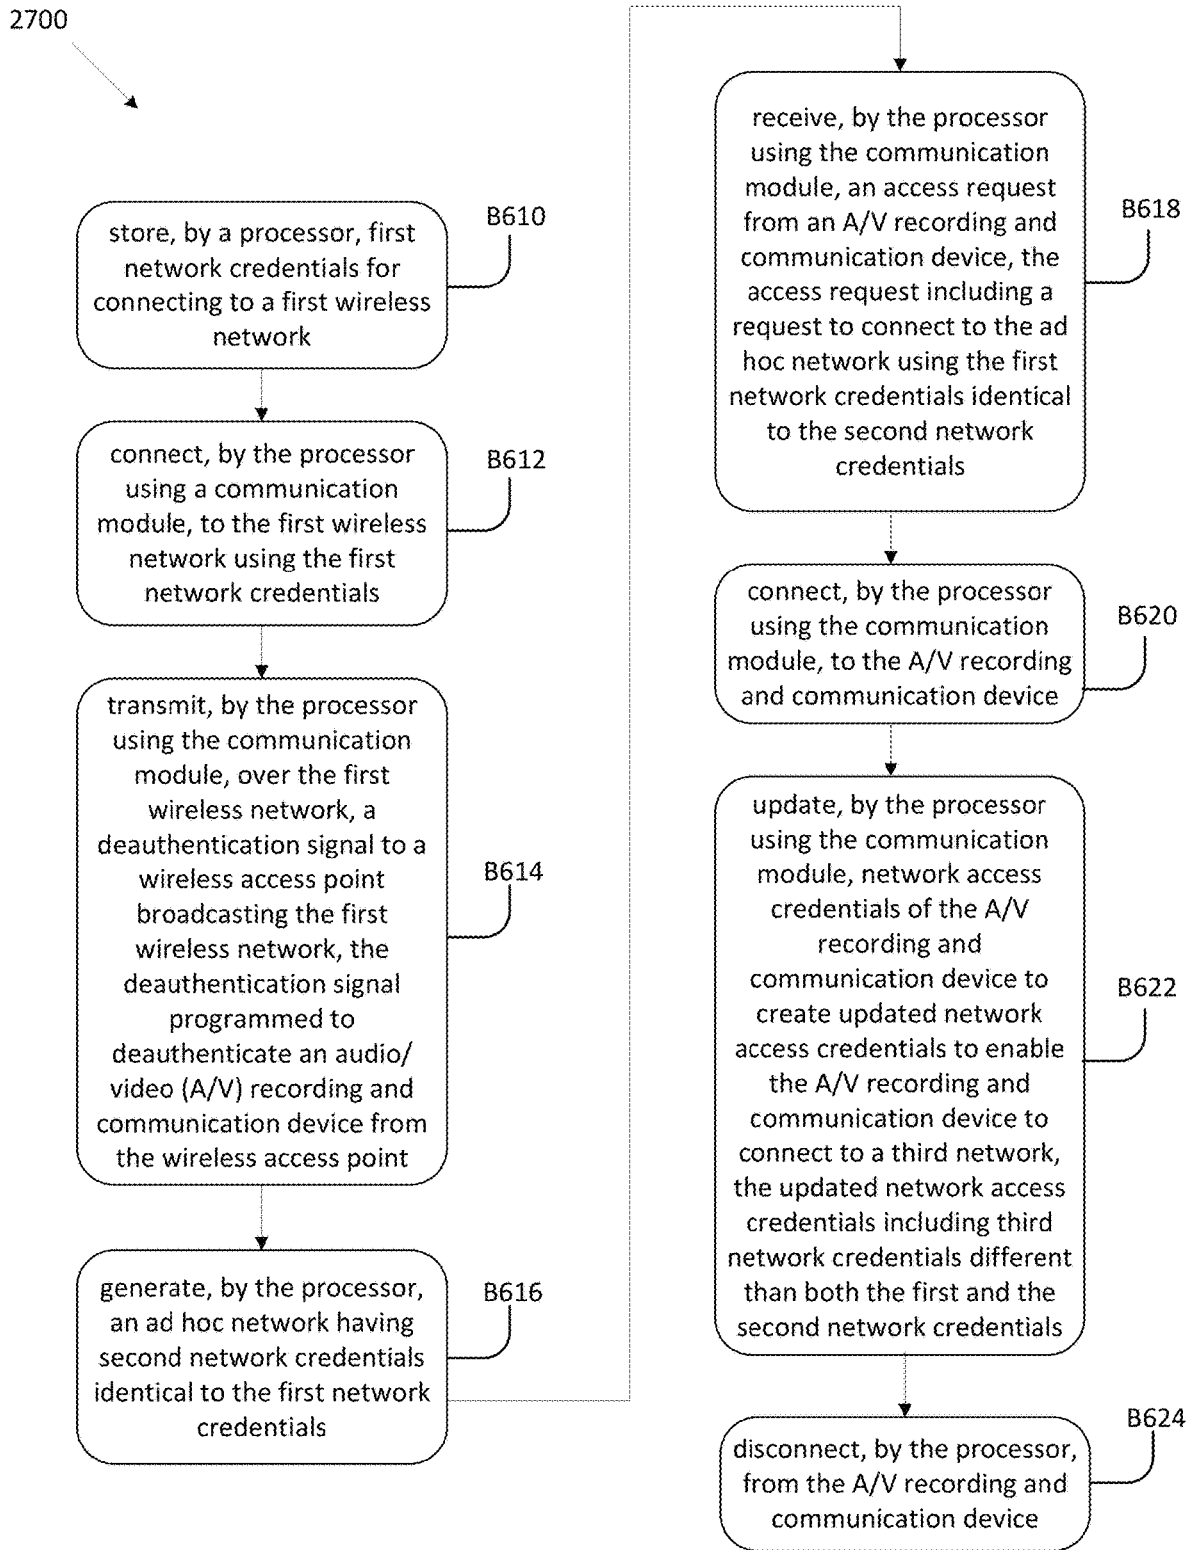 2700
store, by a processor, first
network credentials for
connecting to a first wireless
network
B610
connect, by the processor
using a communication
module, to the first wireless
network using the first
network credentials
B612
transmit, by the processor
using the communication
module, over the first
wireless network, a
deauthentication signal to a
wireless access point
broadcasting the first
wireless network, the
deauthentication signal
programmed to
deauthenticate an audio/
video (A/V) recording and
communication device from
the wireless access point
B614
generate, by the processor,
an ad hoc network having
second network credentials
identical to the first network
credentials
B616
receive, by the processor
using the communication
module, an access request
from an A/V recording and
communication device, the
access request including a
request to connect to the ad
hoc network using the first
network credentials identical
to the second network
credentials
B618
connect, by the processor
using the communication
module, to the A/V recording
and communication device
B620
update, by the processor
using the communication
module, network access
credentials of the A/V
recording and
communication device to
create updated network
access credentials to enable
the A/V recording and
communication device to
connect to a third network,
the updated network access
credentials including third
network credentials different
than both the first and the
second network credentials
B622
disconnect, by the processor,
from the A/V recording and
communication device
B624